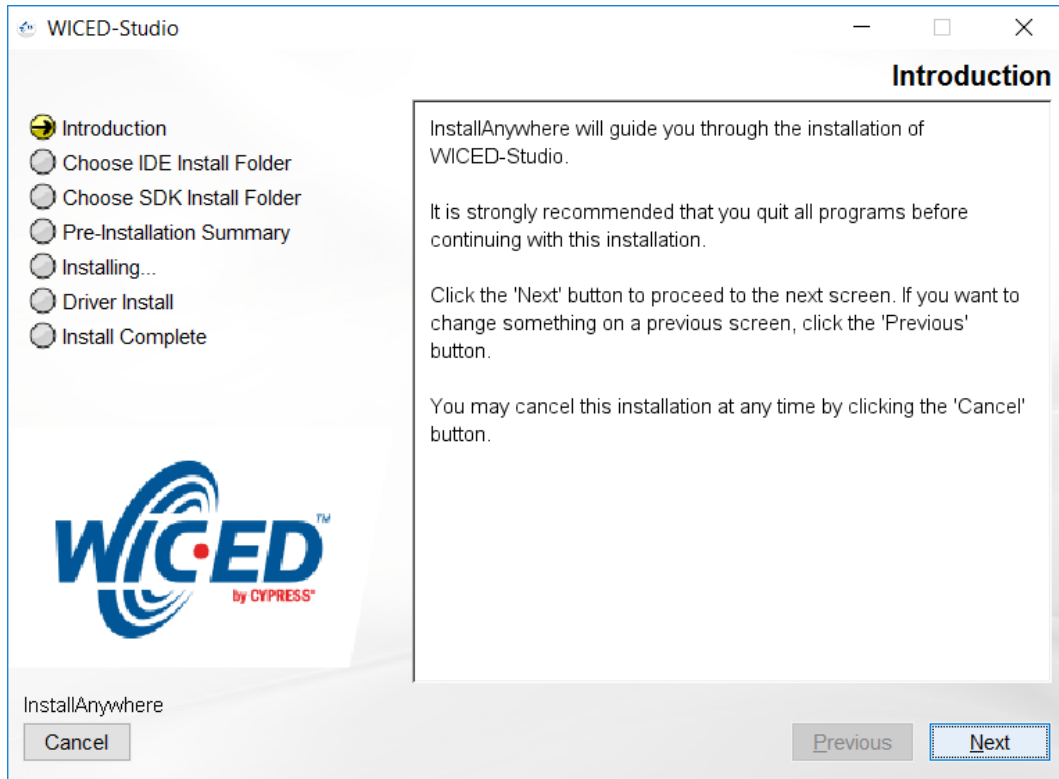 WICED-Studio
Introduction
Introduction
Choose IDE Install Folder
Choose SDK Install Folder
Pre-Installation Summary
Installing...
Driver Install
Install Complete
InstallAnywhere will guide you through the installation of
WICED-Studio.
It is strongly recommended that you quit all programs before
continuing with this installation.
Click the 'Next' button to proceed to the next screen. If you want to
change something on a previous screen, click the 'Previous'
button.
You may cancel this installation at any time by clicking the 'Cancel'
button.
WICED™
by CYPRESS®
InstallAnywhere
Cancel
Previous
Next